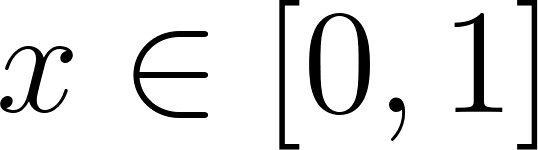 x ∈ [0, 1]